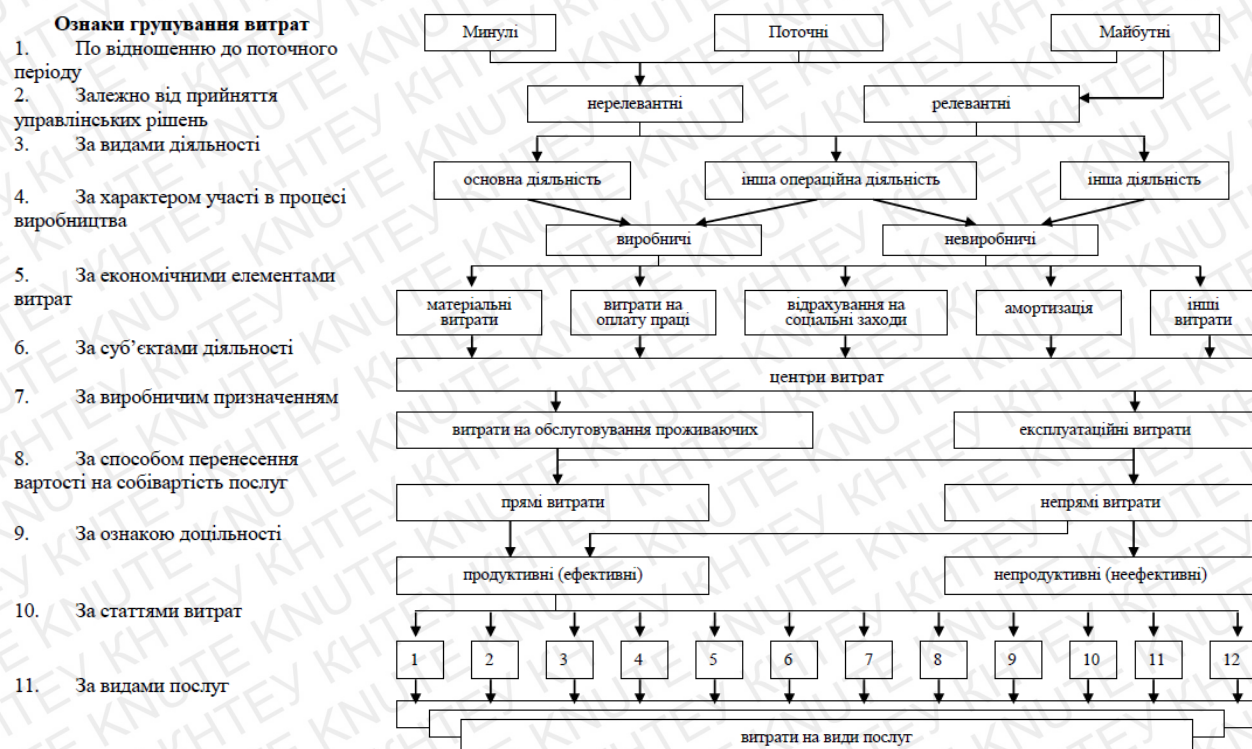 Ознаки групування витрат
1. По відношенню до поточного
періоду
2. Залежно від прийняття
управлінських рішень
3. За видами діяльності
4. За характером участі в процесі
виробництва
5. За економічними елементами
витрат
6. За суб’єктами діяльності
7. За виробничим призначенням
8. За способом перенесення
вартості на собівартість послуг
9. За ознакою доцільності
10. За статтями витрат
11. За видами послуг
Минулі Поточні Майбутні
нерелевантні релевантні
основна діяльність інша операційна діяльність інша діяльність
виробничі невиробничі
матеріальні
витрати
витрати на
оплату праці
відрахування на
соціальні заходи
амортизація
інші
витрати
центри витрат
витрати на обслуговування проживаючих експлуатаційні витрати
прямі витрати непрямі витрати
продуктивні (ефективні) непродуктивні (неефективні)
1 2 3 4 5 6 7 8 9 10 11 12
витрати на види послуг
KNUTE KHTEY